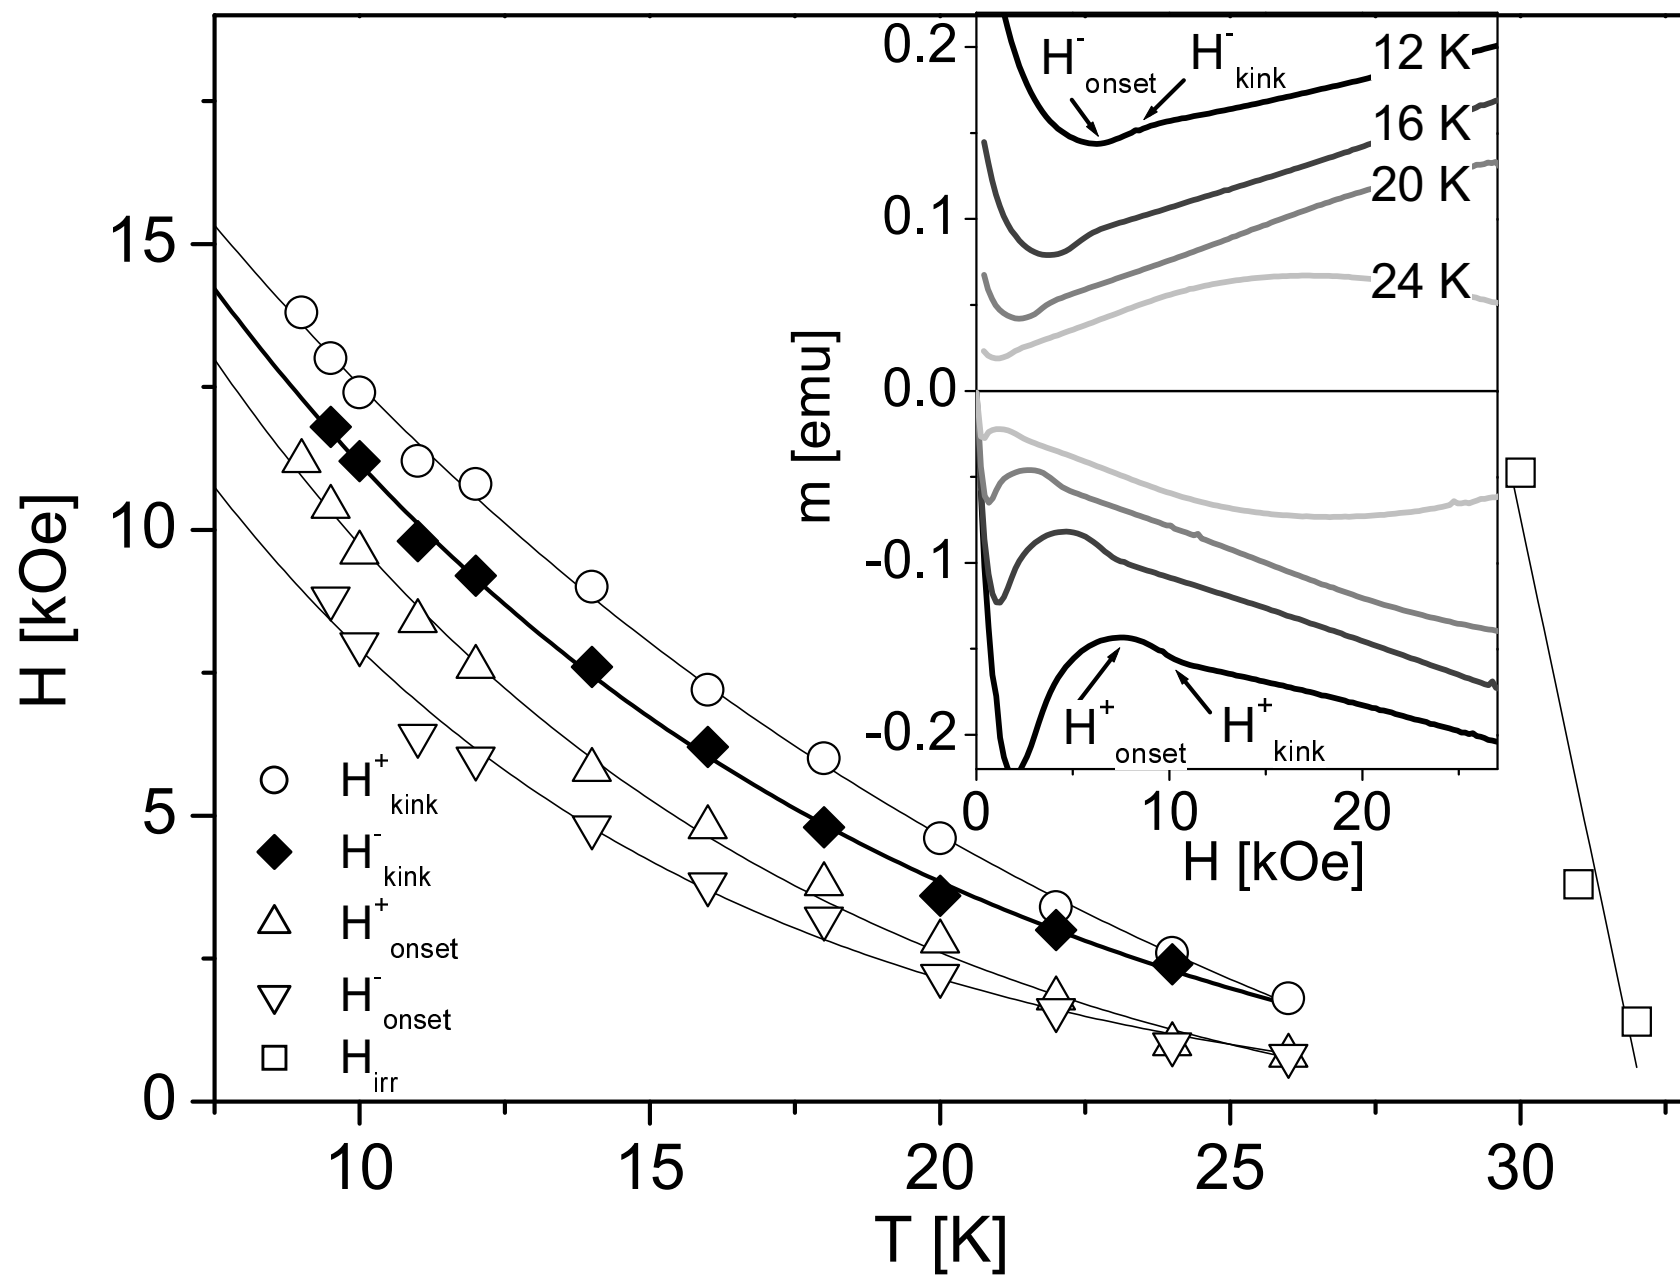 H [kOe]
15
10
5
0
10
15
20
25
30
T [K]
H+kink
H-kink
H+onset
H-onset
Hirr
m [emu]
0.2
0.1
0.0
-0.1
-0.2
0
10
20
H [kOe]
H-onset
H-kink
12 K
16 K
20 K
24 K
H+onset
H+kink